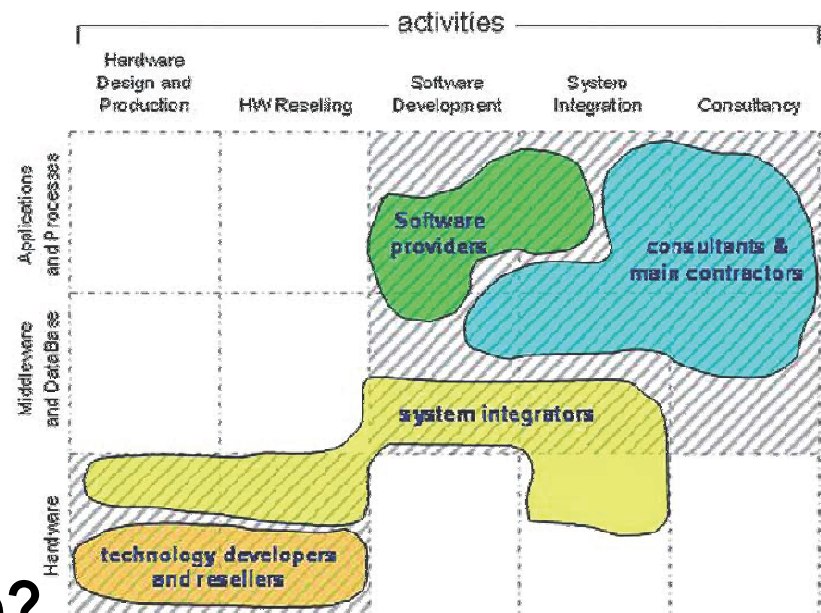 activities
Hardware
Design and
Production
HW Reselling
Software
Development
System
Integration
Consultancy
Applications
and Processes
Software
providers
consultants &
main contractors
Middleware
and DataBase
system integrators
Hardware
technology developers
and resellers